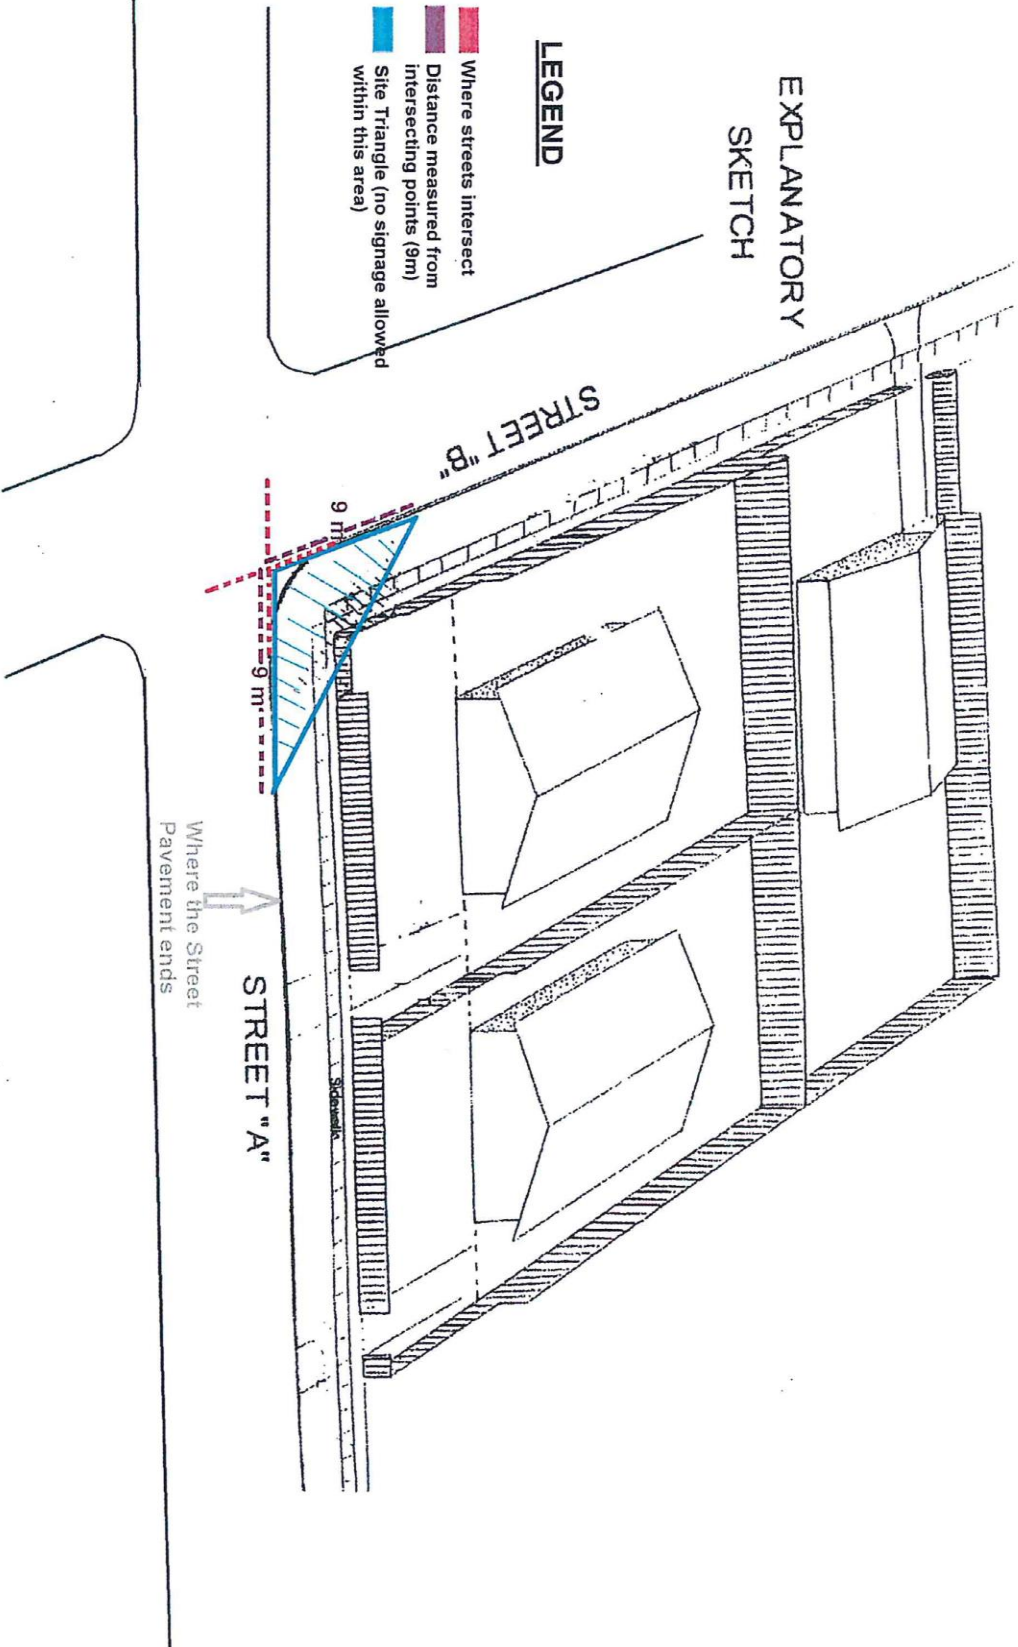 EXPLANATORY
SKETCH
LEGEND
Where streets intersect
Distance measured from
intersecting points (9m)
Site Triangle (no signage allowed
within this area)
STREET "B"
9 m
9 m
Where the Street
Pavement ends
STREET "A"
Sidewalk